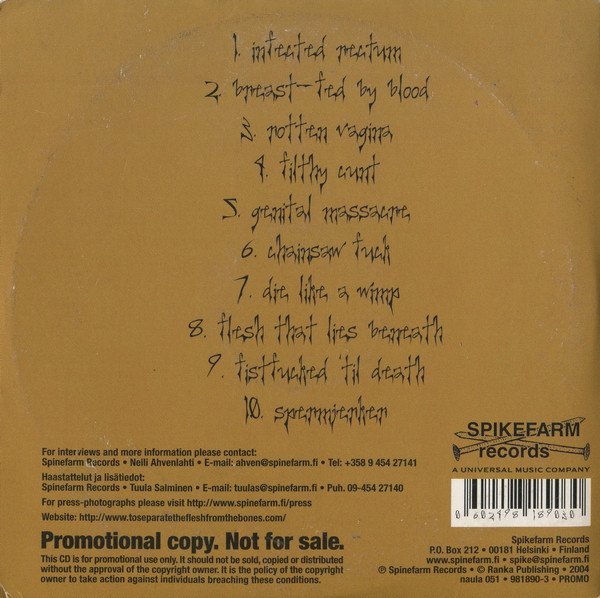 1. infected rectum
2. breast-fed by blood
3. rotten vagina
4. filthy cunt
5. genital massacre
6. chainsaw fuck
7. die like a wimp
8. flesh that lies beneath
9. fistfucked 'til death
10. spermjerker
For interviews and more information please contact:
Spinefarm Records • Neili Ahvenlahti • E-mail: ahven@spinefarm.fi • Tel: +358 9 454 27141
Haastattelut ja lisätiedot:
Spinefarm Records • Tuula Salminen • E-mail: tuulas@spinefarm.fi • Puh. 09-454 27140
For press-photographs please visit http://www.spinefarm.fi/press
Website: http://www.toseparatethefleshfromthebones.com/
Promotional copy. Not for sale.
This CD is for promotional use only. It should not be sold, copied or distributed
without the approval of the copyright owner. It is the policy of the copyright
owner to take action against individuals breaching these conditions.
SPIKEFARM
records
A UNIVERSAL MUSIC COMPANY
0 602498 189030
Spikefarm Records
P.O. Box 212 • 00181 Helsinki • Finland
www.spinefarm.fi • spike@spinefarm.fi
℗ Spinefarm Records • © Ranka Publishing • 2004
naula 051 • 981890-3 • PROMO